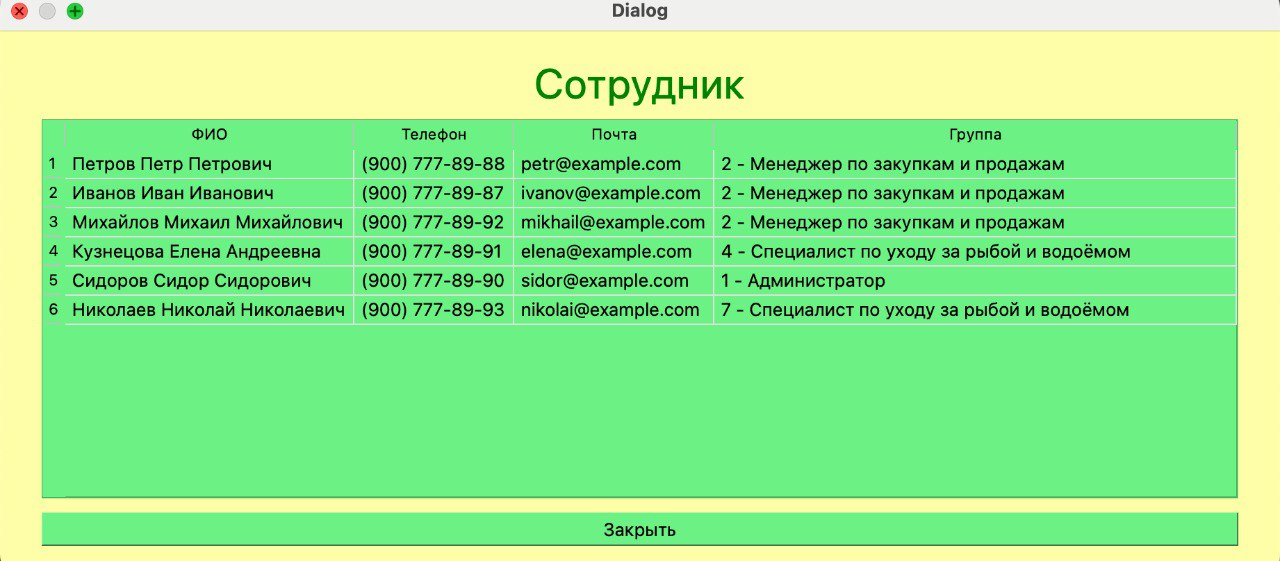 Dialog
Сотрудник
ФИО Телефон Почта Группа
1 Петров Петр Петрович (900) 777-89-88 petr@example.com 2 - Менеджер по закупкам и продажам
2 Иванов Иван Иванович (900) 777-89-87 ivanov@example.com 2 - Менеджер по закупкам и продажам
3 Михайлов Михаил Михайлович (900) 777-89-92 mikhail@example.com 2 - Менеджер по закупкам и продажам
4 Кузнецова Елена Андреевна (900) 777-89-91 elena@example.com 4 - Специалист по уходу за рыбой и водоёмом
5 Сидоров Сидор Сидорович (900) 777-89-90 sidor@example.com 1 - Администратор
6 Николаев Николай Николаевич (900) 777-89-93 nikolai@example.com 7 - Специалист по уходу за рыбой и водоёмом
Закрыть